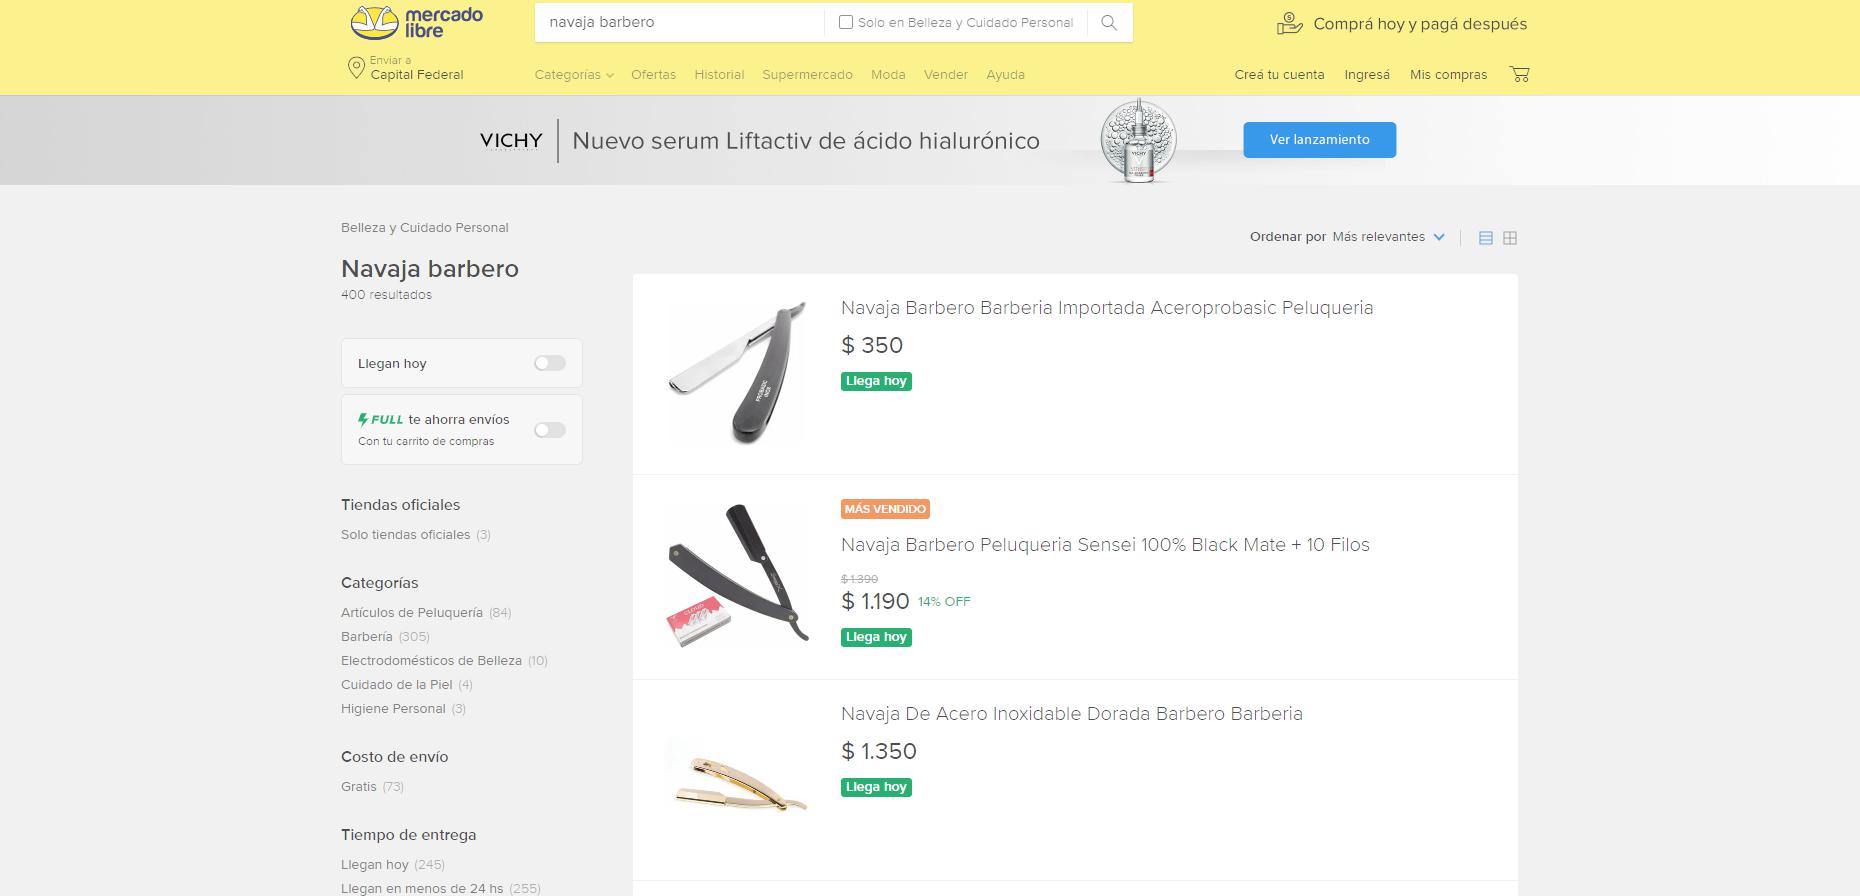 mercado
libre
navaja barbero
Solo en Belleza y Cuidado Personal
Comprá hoy y pagá después
Enviar a
Capital Federal
Categorías
Ofertas
Historial
Supermercado
Moda
Vender
Ayuda
Creá tu cuenta
Ingresá
Mis compras
VICHY
Nuevo serum Liftactiv de ácido hialurónico
VICHY
Ver lanzamiento
Belleza y Cuidado Personal
Ordenar por Más relevantes
Navaja barbero
400 resultados
Llegan hoy
FULL te ahorra envíos
Con tu carrito de compras
Tiendas oficiales
Solo tiendas oficiales (3)
Categorías
Artículos de Peluquería (84)
Barbería (305)
Electrodomésticos de Belleza (10)
Cuidado de la Piel (4)
Higiene Personal (3)
Costo de envío
Gratis (73)
Tiempo de entrega
Llegan hoy (245)
Llegan en menos de 24 hs (255)
Navaja Barbero Barberia Importada Aceroprobasic Peluqueria
$ 350
Llega hoy
MÁS VENDIDO
Navaja Barbero Peluqueria Sensei 100% Black Mate + 10 Filos
$ 1.390
$ 1.190 14% OFF
Llega hoy
CLOUD
Navaja De Acero Inoxidable Dorada Barbero Barberia
$ 1.350
Llega hoy